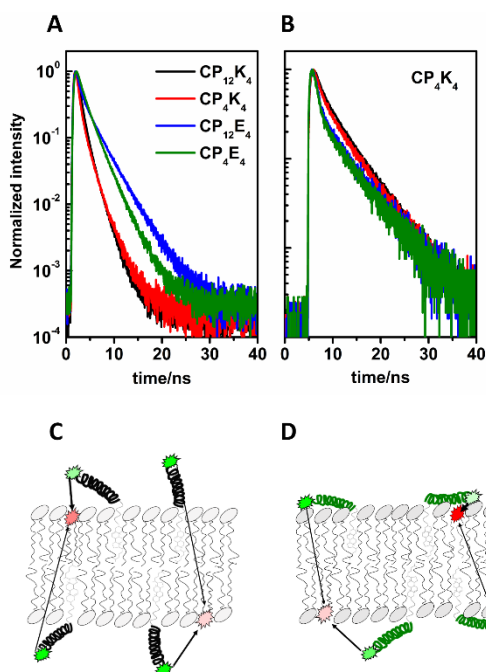 A
B
CP₁₂K₄
CP₄K₄
CP₁₂E₄
CP₄E₄
CP₄K₄
Normalized intensity
10⁰
10⁻¹
10⁻²
10⁻³
10⁻⁴
0 10 20 30 40
time/ns
0 10 20 30 40
time/ns
C
D